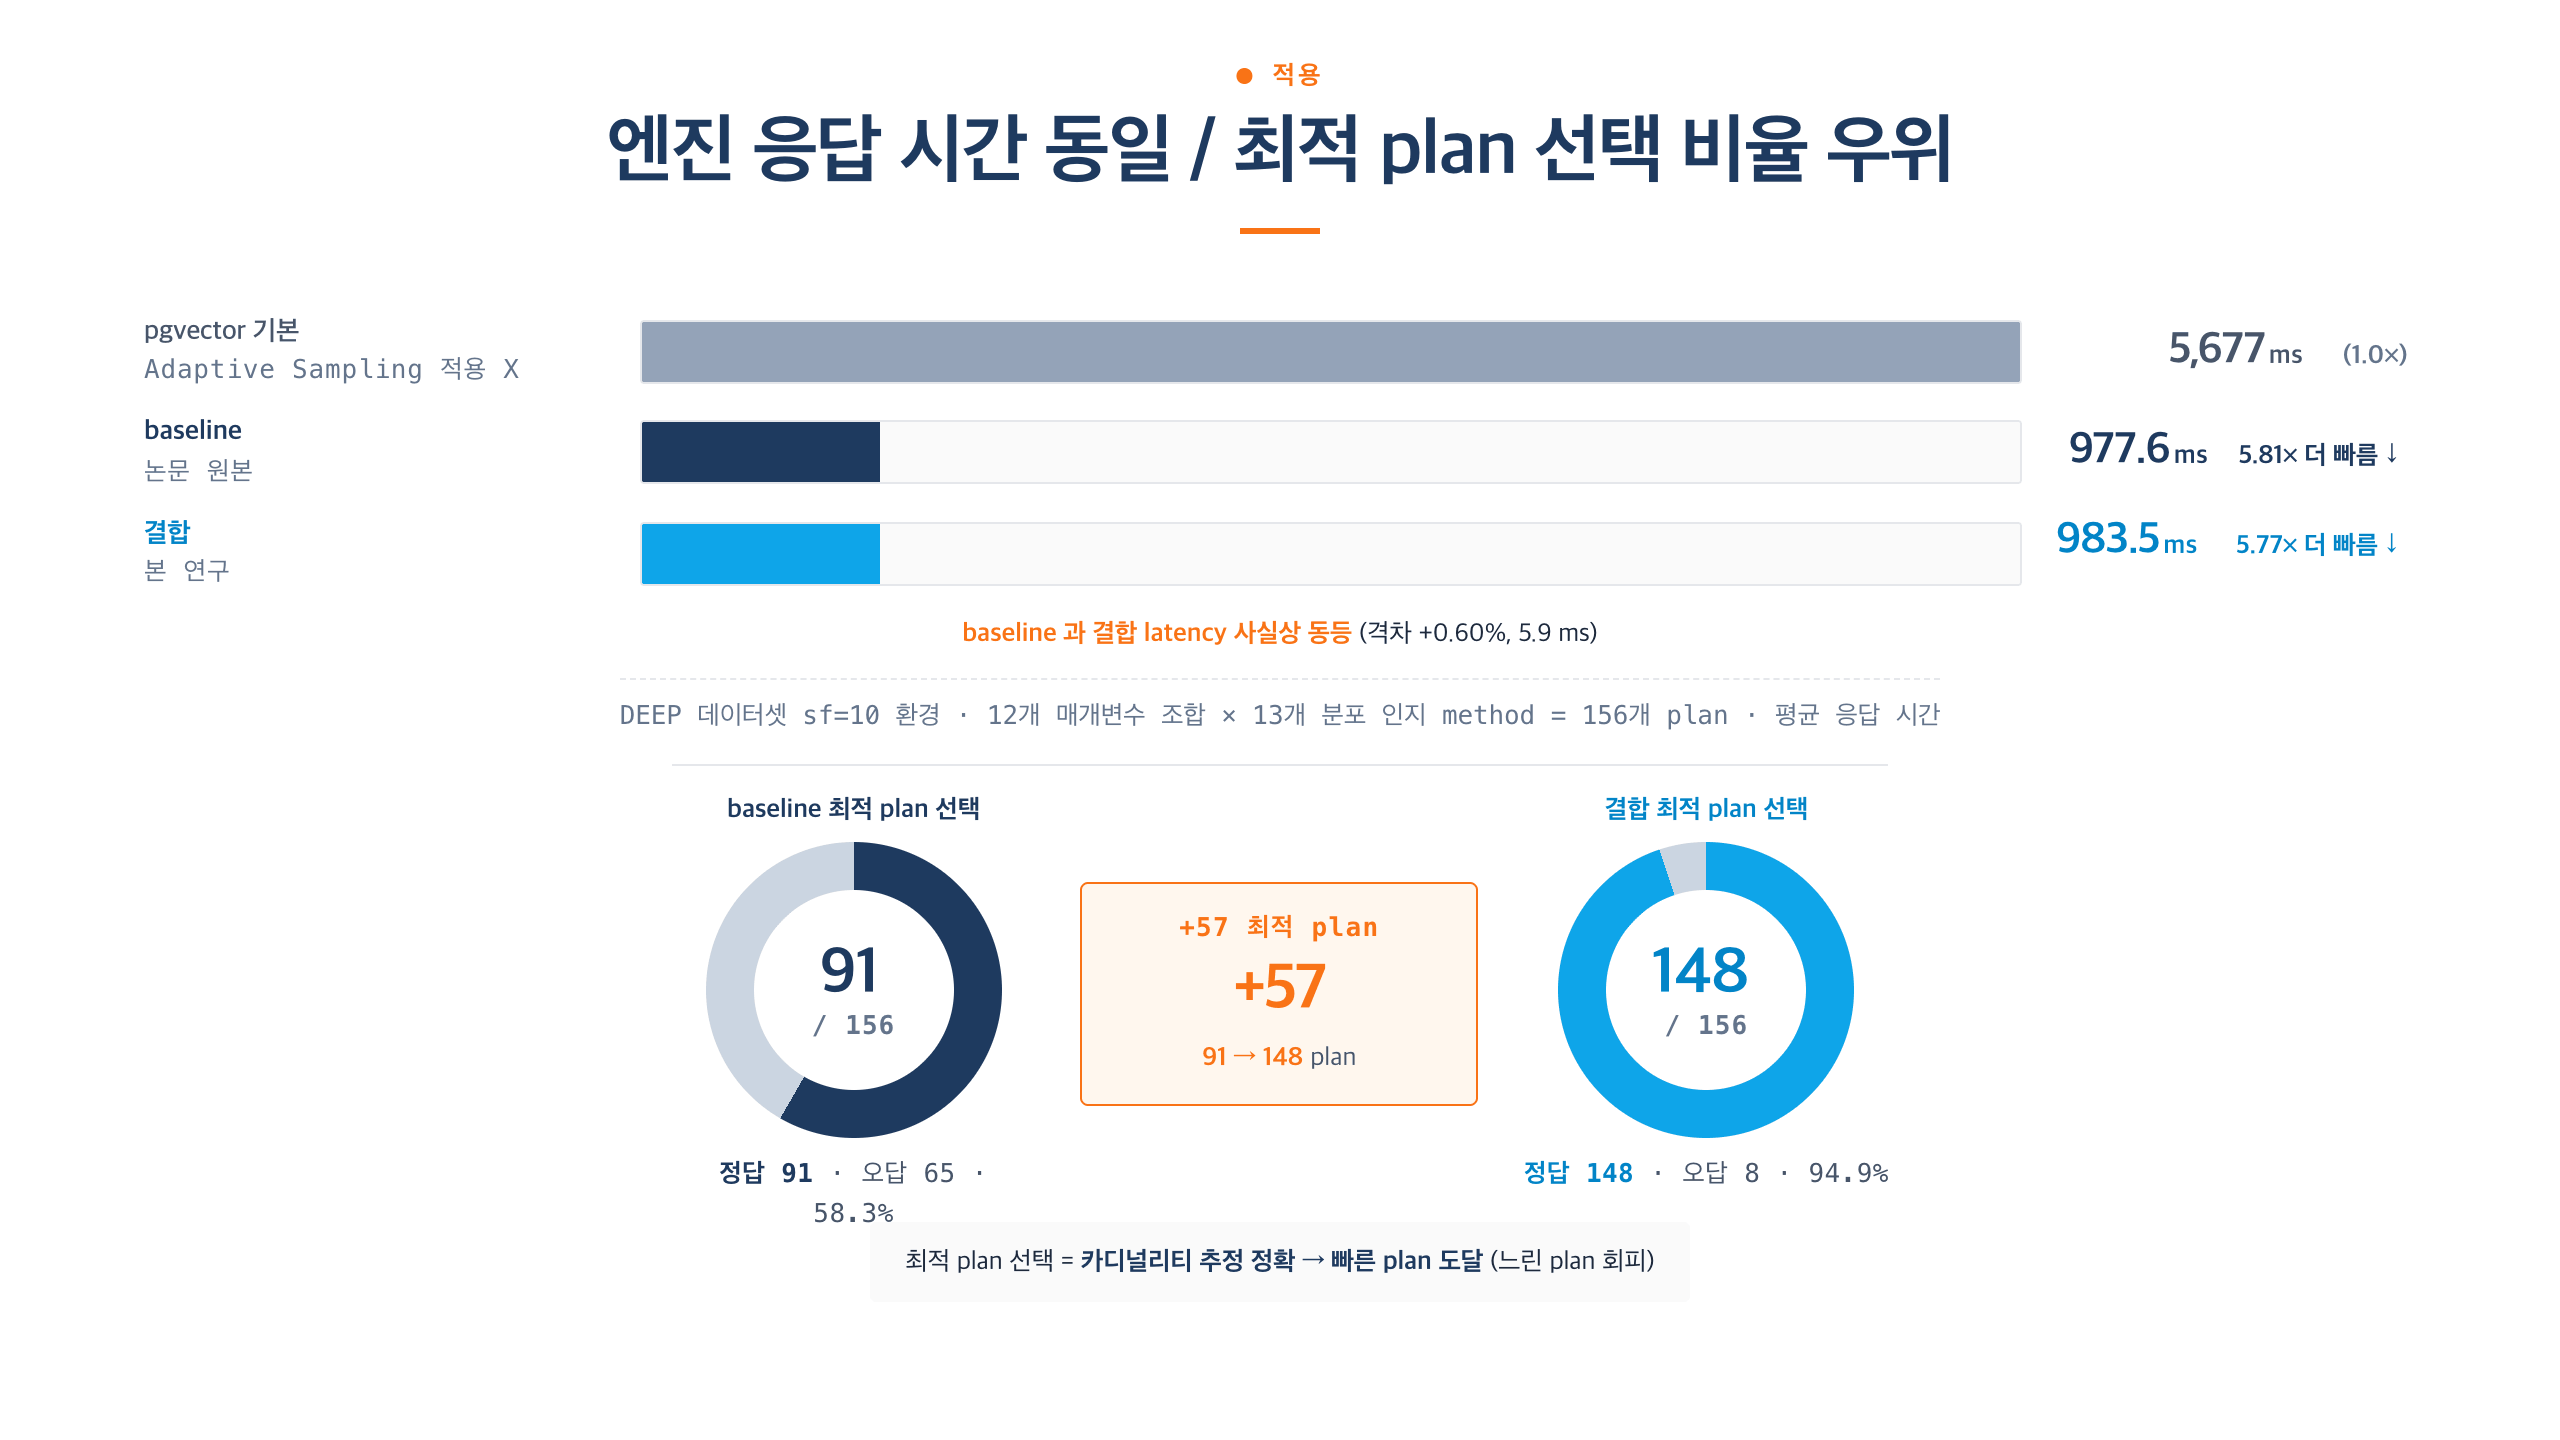 ● 적용
엔진 응답 시간 동일 / 최적 plan 선택 비율 우위
pgvector 기본
Adaptive Sampling 적용 X
5,677 ms (1.0×)
baseline
논문 원본
977.6 ms 5.81× 더 빠름 ↓
결합
본 연구
983.5 ms 5.77× 더 빠름 ↓
baseline 과 결합 latency 사실상 동등 (격차 +0.60%, 5.9 ms)
DEEP 데이터셋 sf=10 환경 · 12개 매개변수 조합 × 13개 분포 인지 method = 156개 plan · 평균 응답 시간
baseline 최적 plan 선택
91
/ 156
정답 91 · 오답 65 ·
58.3%
+57 최적 plan
+57
91 → 148 plan
결합 최적 plan 선택
148
/ 156
정답 148 · 오답 8 · 94.9%
최적 plan 선택 = 카디널리티 추정 정확 → 빠른 plan 도달 (느린 plan 회피)